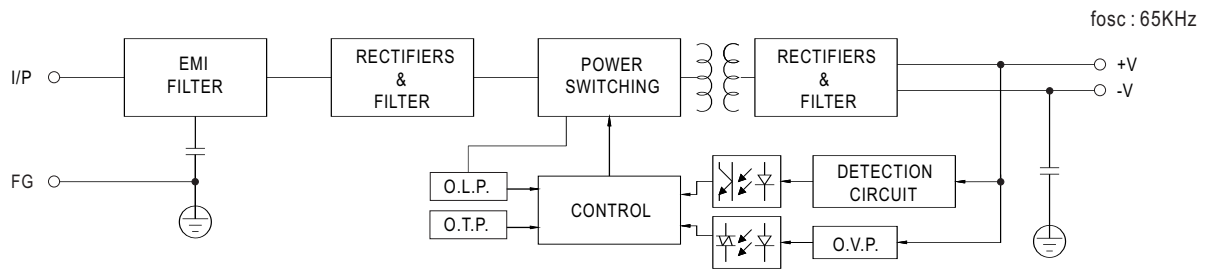 fosc : 65KHz
I/P
EMI
FILTER
RECTIFIERS
&
FILTER
POWER
SWITCHING
RECTIFIERS
&
FILTER
+V
-V
FG
O.L.P.
O.T.P.
CONTROL
DETECTION
CIRCUIT
O.V.P.